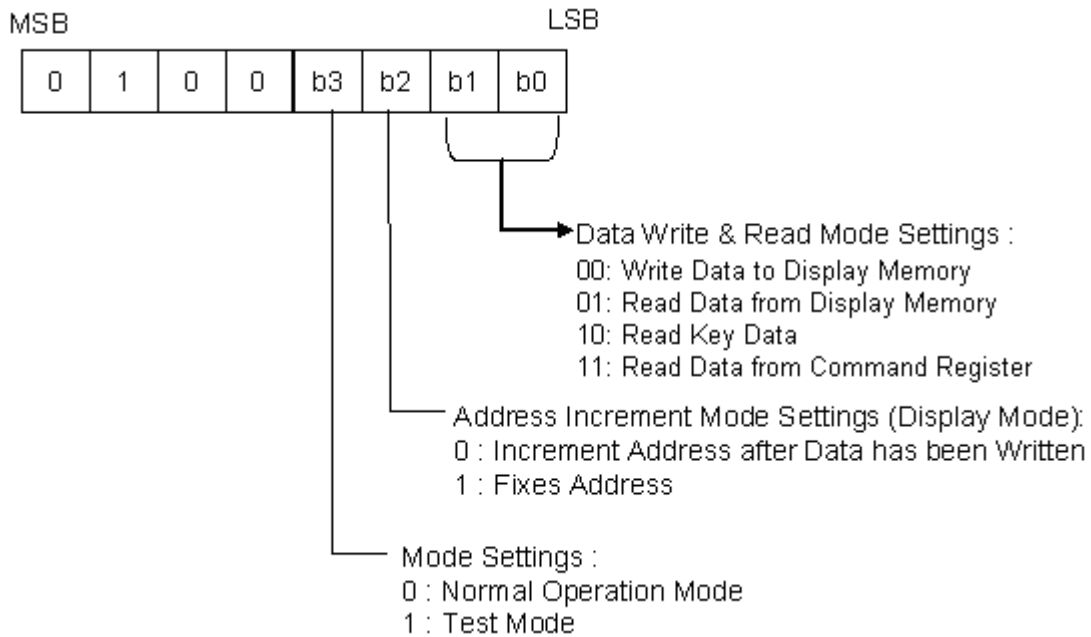 MSB LSB
0 1 0 0 b3 b2 b1 b0
Data Write & Read Mode Settings :
00: Write Data to Display Memory
01: Read Data from Display Memory
10: Read Key Data
11: Read Data from Command Register
Address Increment Mode Settings (Display Mode):
0 : Increment Address after Data has been Written
1 : Fixes Address
Mode Settings :
0 : Normal Operation Mode
1 : Test Mode